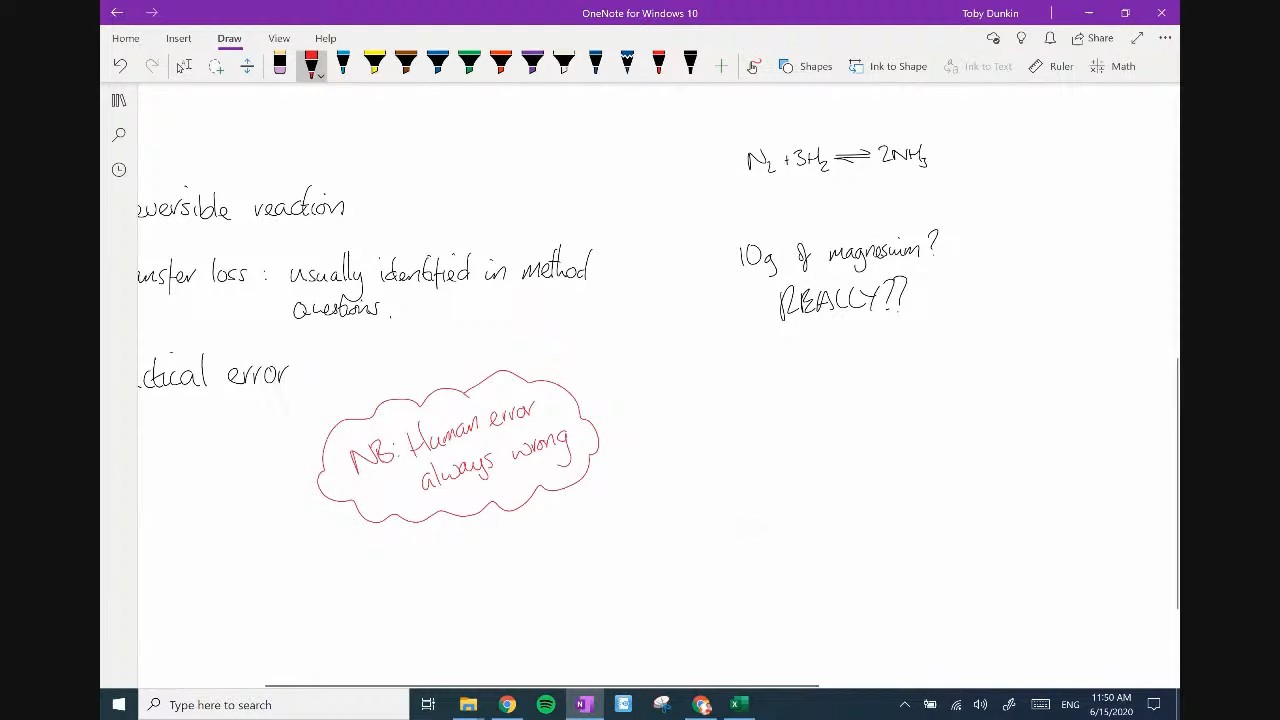 OneNote for Windows 10
Toby Dunkin
Home Insert Draw View Help
Share
Shapes Ink to Shape Ink to Text Ruler Math
N₂ + 3H₂ ⇌ 2NH₃
eversible reaction
10g of magnesium?
REALLY??
nsfer loss : usually identified in method
questions.
ctical error
NB: Human error
always wrong
Type here to search
ENG
11:50 AM
6/15/2020